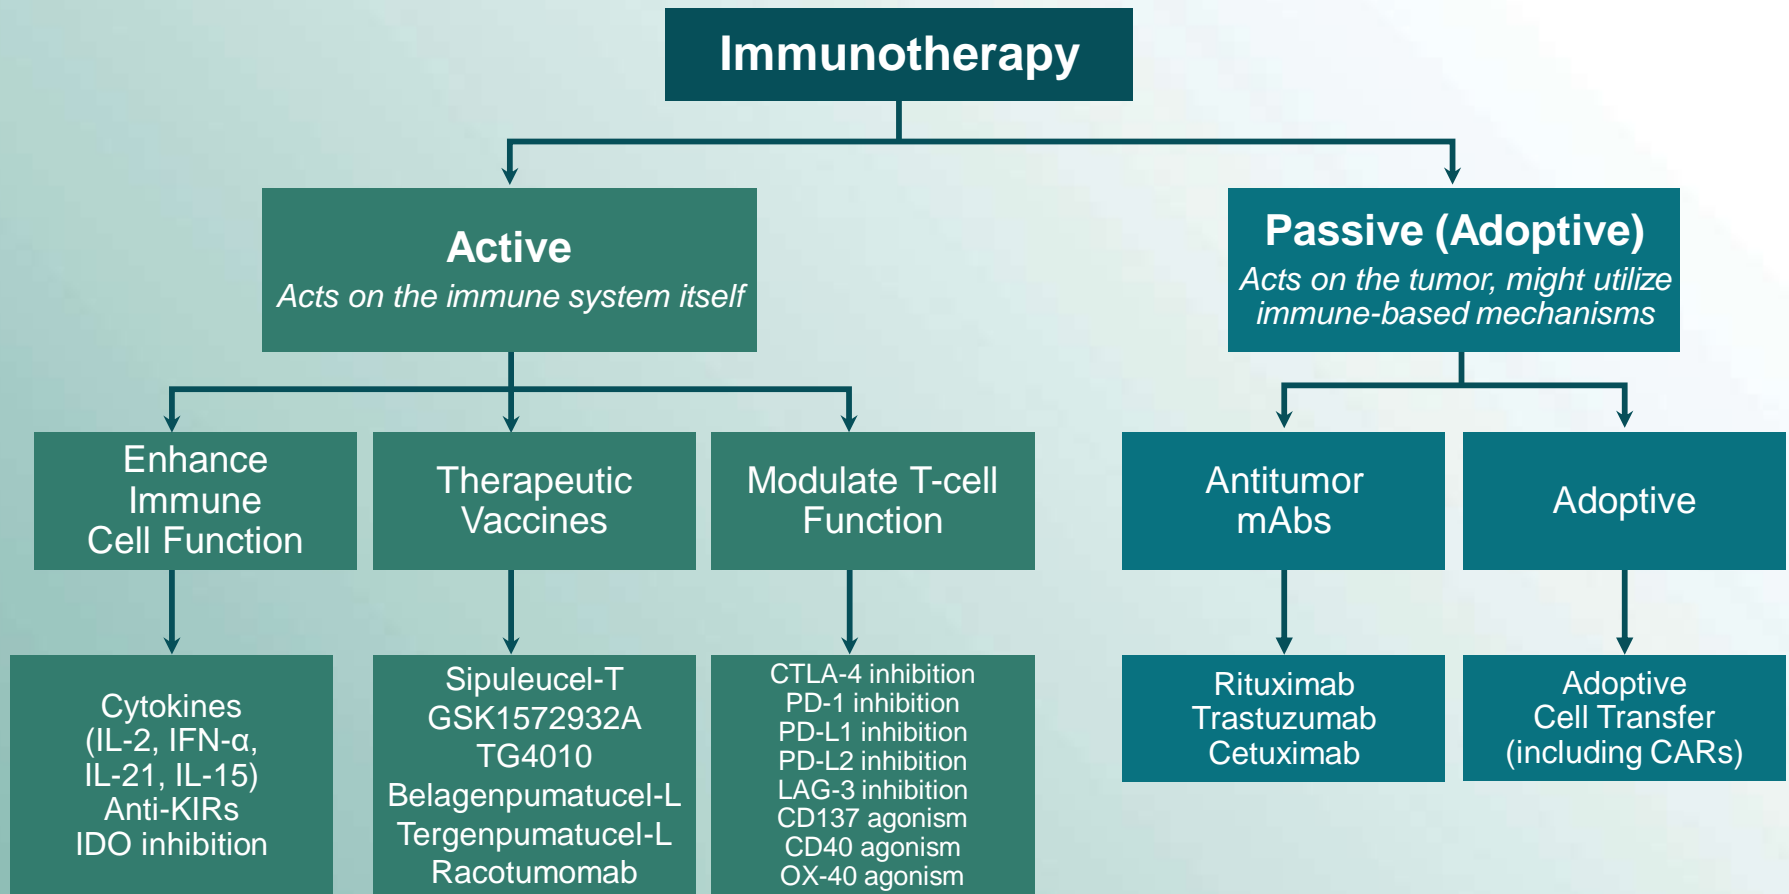 Immunotherapy
Active
Acts on the immune system itself
Passive (Adoptive)
Acts on the tumor, might utilize
immune-based mechanisms
Enhance
Immune
Cell Function
Therapeutic
Vaccines
Modulate T-cell
Function
Antitumor
mAbs
Adoptive
Cytokines
(IL-2, IFN-α,
IL-21, IL-15)
Anti-KIRs
IDO inhibition
Sipuleucel-T
GSK1572932A
TG4010
Belagenpumatucel-L
Tergenpumatucel-L
Racotumomab
CTLA-4 inhibition
PD-1 inhibition
PD-L1 inhibition
PD-L2 inhibition
LAG-3 inhibition
CD137 agonism
CD40 agonism
OX-40 agonism
Rituximab
Trastuzumab
Cetuximab
Adoptive
Cell Transfer
(including CARs)